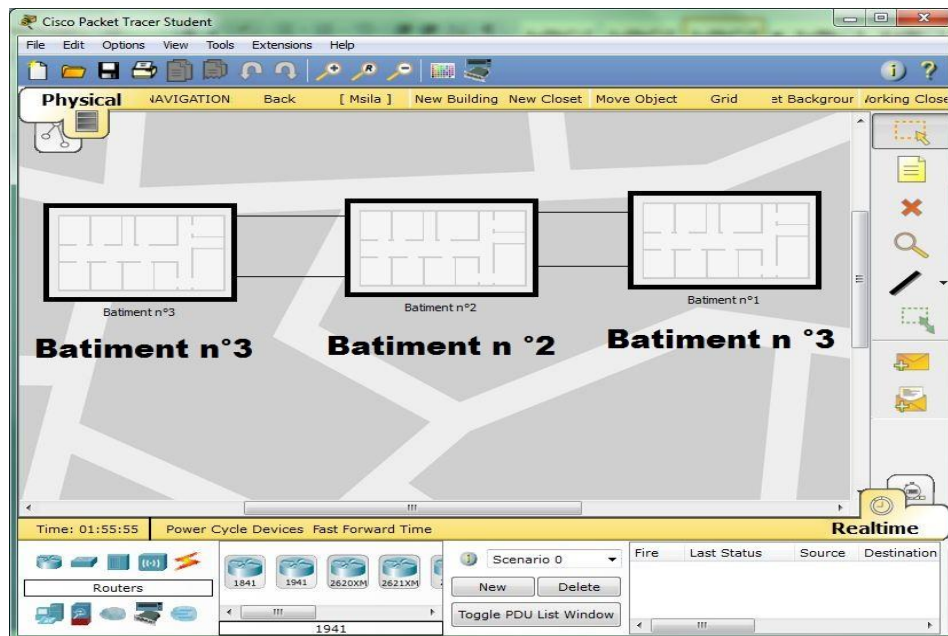 Cisco Packet Tracer Student
File Edit Options View Tools Extensions Help
Physical NAVIGATION Back [ Msila ] New Building New Closet Move Object Grid et Backgrour /orking Close
Batiment n°3
Batiment n°2
Batiment n°1
Batiment n°3
Batiment n °2
Batiment n °3
Time: 01:55:55 Power Cycle Devices Fast Forward Time Realtime
Routers
1841 1941 2620XM 2621XM
1941
Scenario 0
New Delete
Toggle PDU List Window
Fire Last Status Source Destination